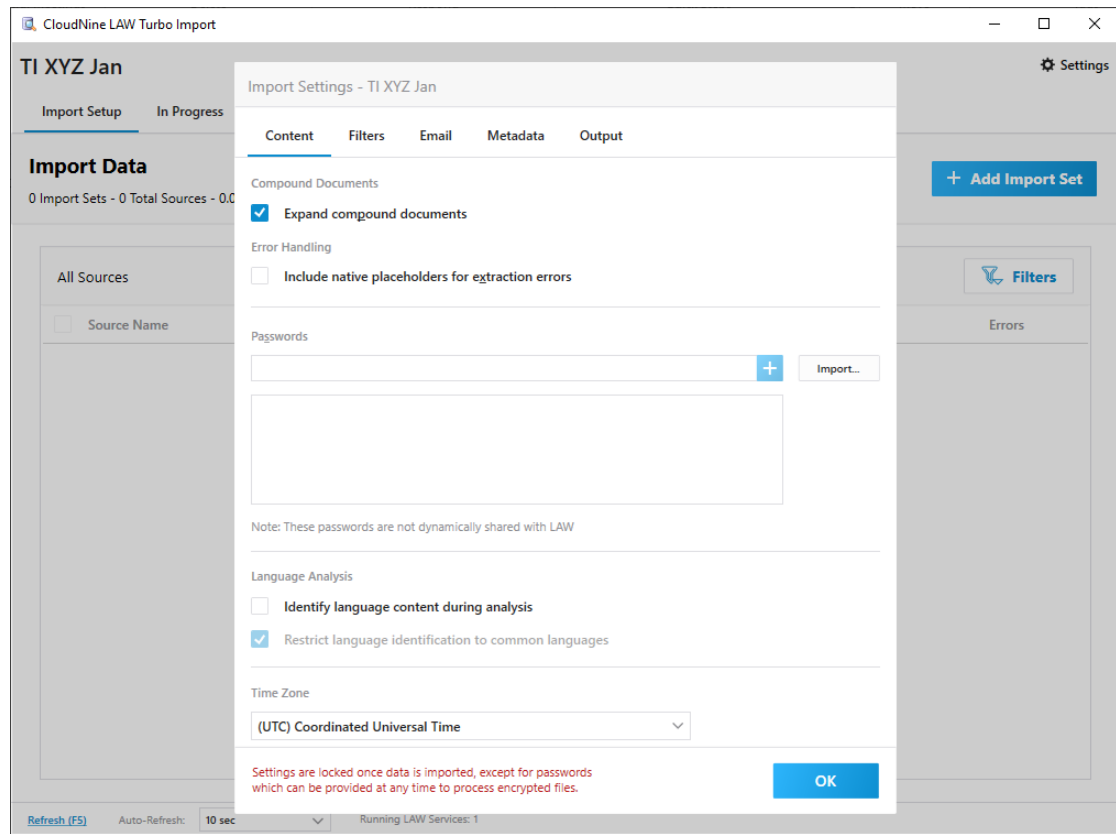 CloudNine LAW Turbo Import
TI XYZ Jan
Settings
Import Setup In Progress
Import Data
0 Import Sets - 0 Total Sources - 0.0
+ Add Import Set
All Sources
Filters
Source Name Errors
Import Settings - TI XYZ Jan
Content Filters Email Metadata Output
Compound Documents
Expand compound documents
Error Handling
Include native placeholders for extraction errors
Passwords
+ Import...
Note: These passwords are not dynamically shared with LAW
Language Analysis
Identify language content during analysis
Restrict language identification to common languages
Time Zone
(UTC) Coordinated Universal Time
Settings are locked once data is imported, except for passwords
which can be provided at any time to process encrypted files.
OK
Refresh (F5) Auto-Refresh: 10 sec Running LAW Services: 1